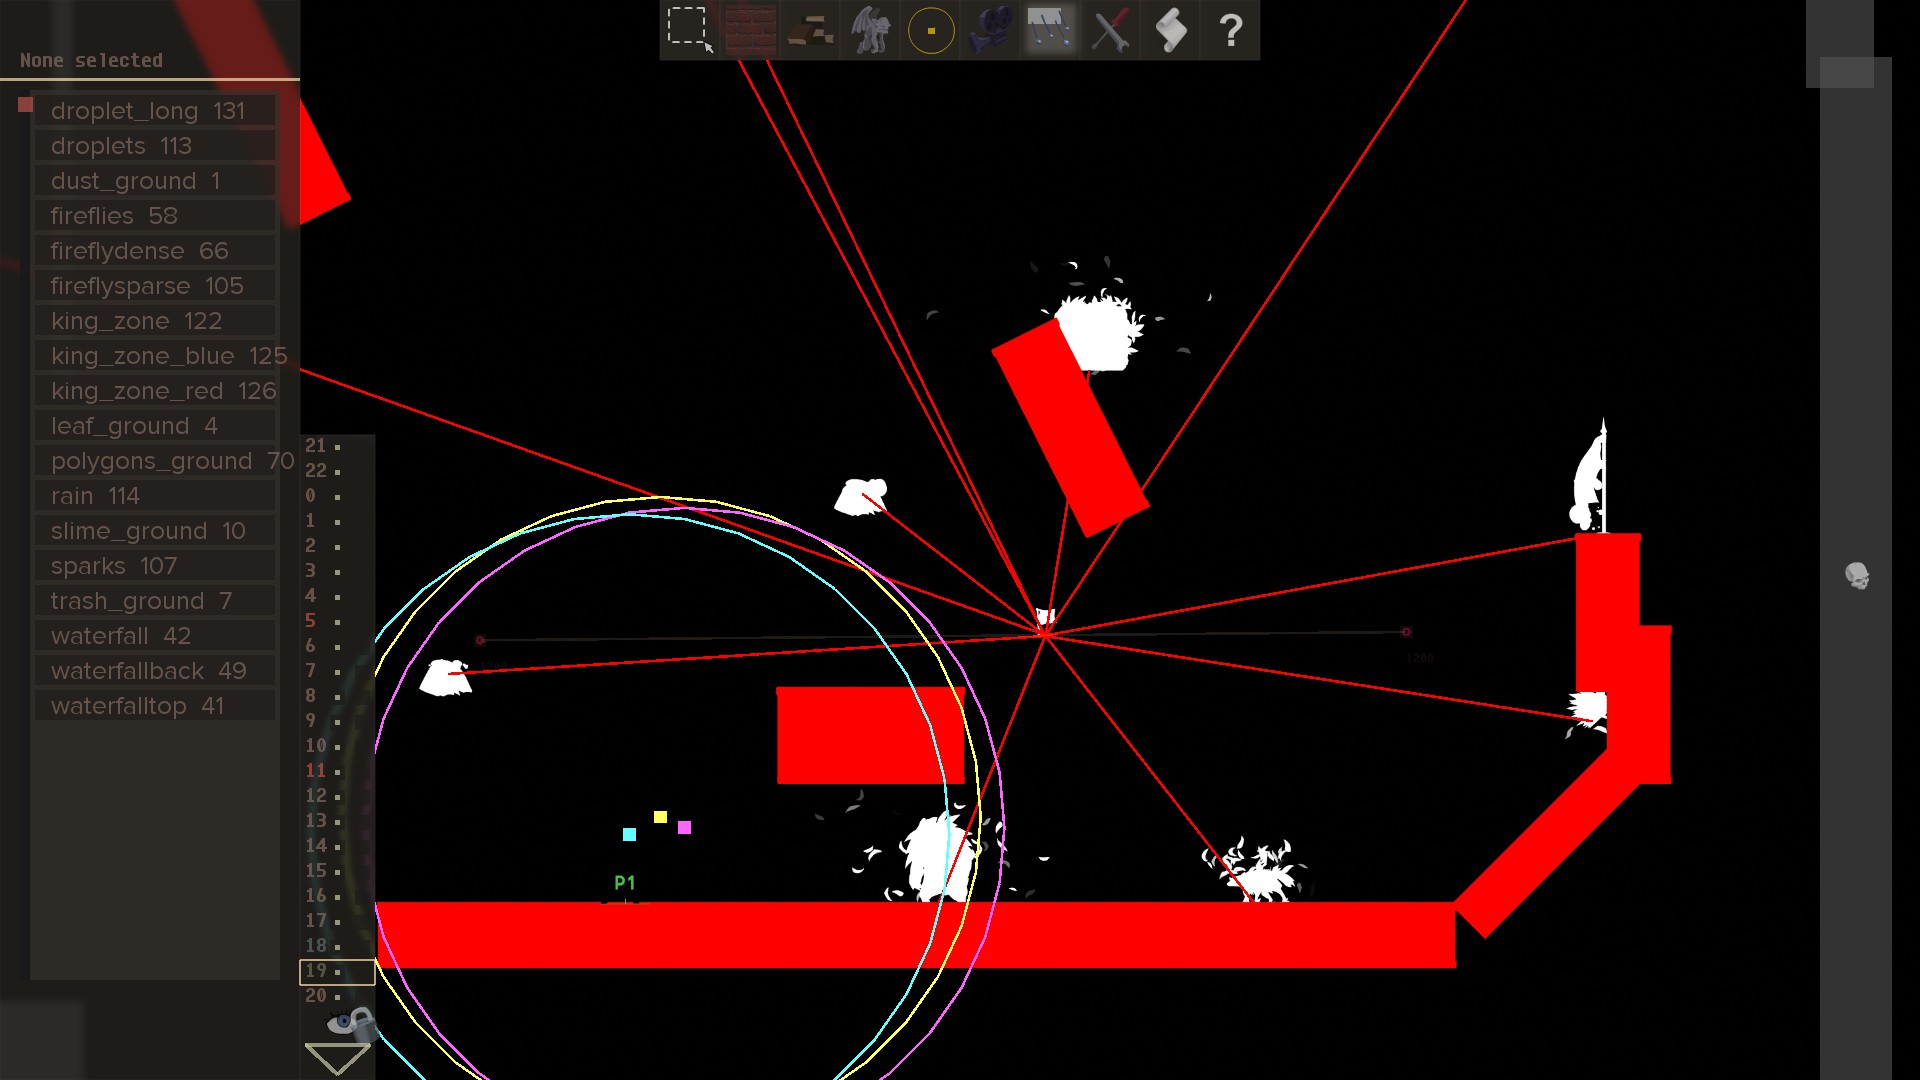 None selected
?
droplet_long 131
droplets 113
dust_ground 1
fireflies 58
fireflydense 66
fireflysparse 105
king_zone 122
king_zone_blue 125
king_zone_red 126
leaf_ground 4
polygons_ground 70
rain 114
slime_ground 10
sparks 107
trash_ground 7
waterfall 42
waterfallback 49
waterfalltop 41
21
22
0
1
2
3
4
5
6
7
8
9
10
11
12
13
14
15
16
17
18
19
20
1200
P1